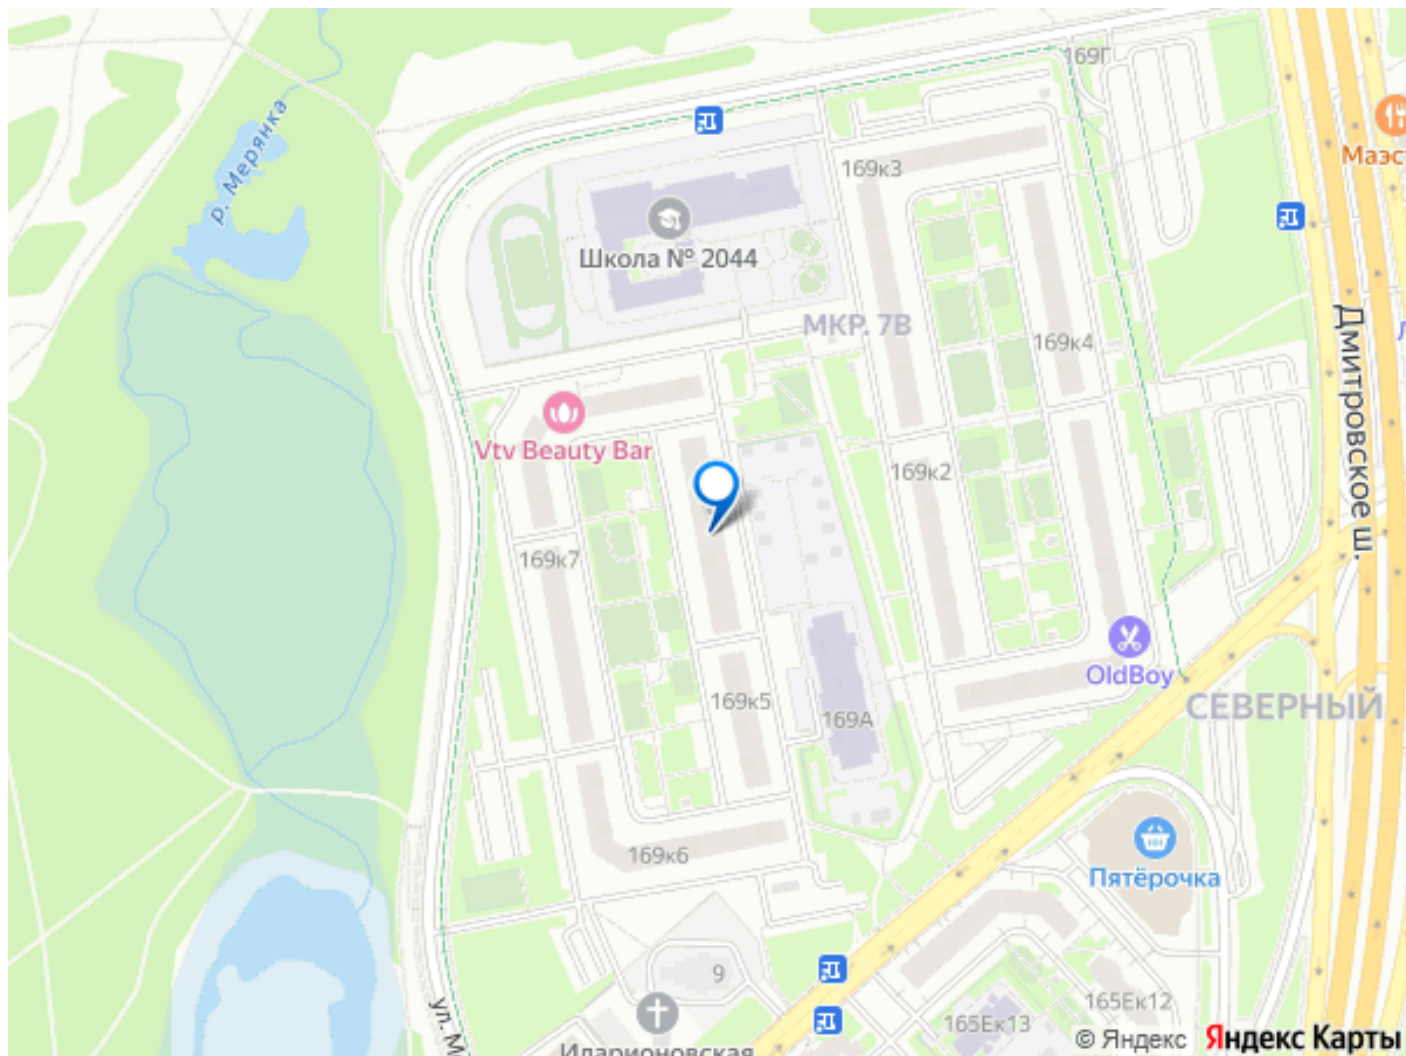 169Г
р. Мерянка
Маэс
169к3
Школа № 2044
МКР. 7В
169к4
Дмитровское ш.
Vtv Beauty Bar
169к2
169к7
OldBoy
169к5
169А
СЕВЕРНЫЙ
169к6
Пятёрочка
9
ул. М
165Ек12
165Ек13
Иларионовская
© Яндекс Яндекс Карты